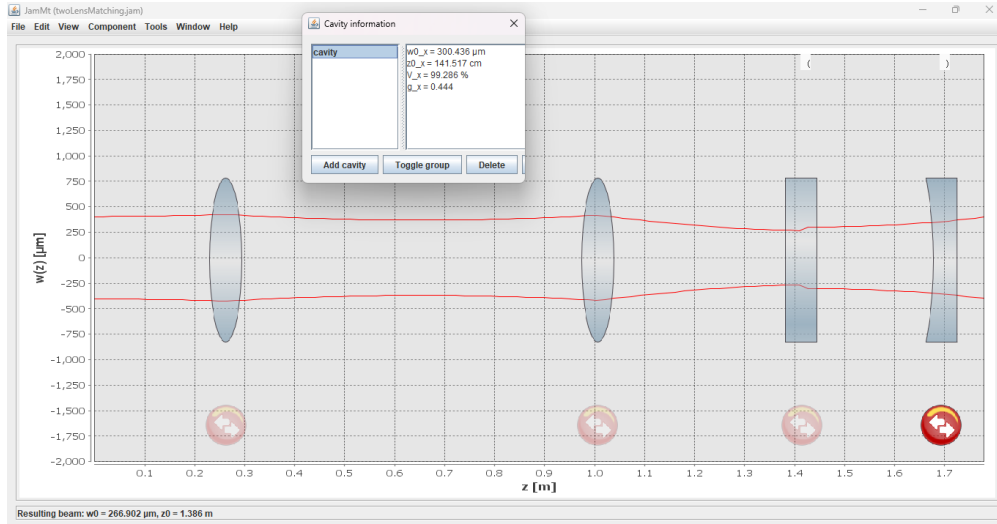 JamMt (twoLensMatching.jam)
File Edit View Component Tools Window Help
Cavity information
cavity
w0_x = 300.436 µm
z0_x = 141.517 cm
V_x = 99.286 %
g_x = 0.444
Add cavity Toggle group Delete
( )
w(z) [µm]
2,000
1,750
1,500
1,250
1,000
750
500
250
0
-250
-500
-750
-1,000
-1,250
-1,500
-1,750
-2,000
0.1 0.2 0.3 0.4 0.5 0.6 0.7 0.8 0.9 1.0 1.1 1.2 1.3 1.4 1.5 1.6 1.7
z [m]
Resulting beam: w0 = 266.902 µm, z0 = 1.386 m